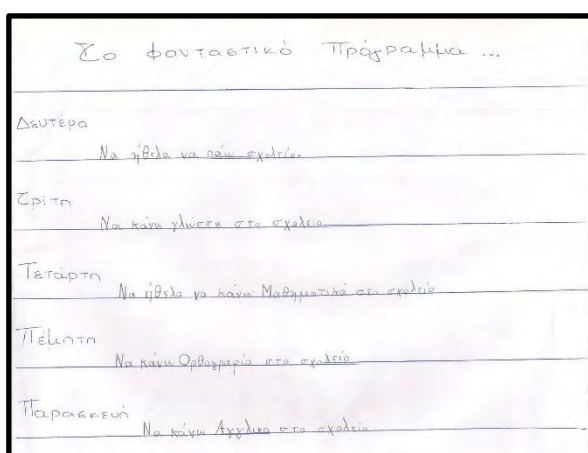 Το φανταστικό Πρόγραμμα ...
Δευτέρα
Να ήθελα να πάω σχολείο.
Τρίτη
Να κάνω γλώσσα στο σχολείο
Τετάρτη
Να ήθελα να κάνω Μαθηματικά στο σχολείο
Πέμπτη
Να κάνω Ορθογραφία στο σχολείο
Παρασκευή
Να κάνω Αγγλικα στο σχολείο